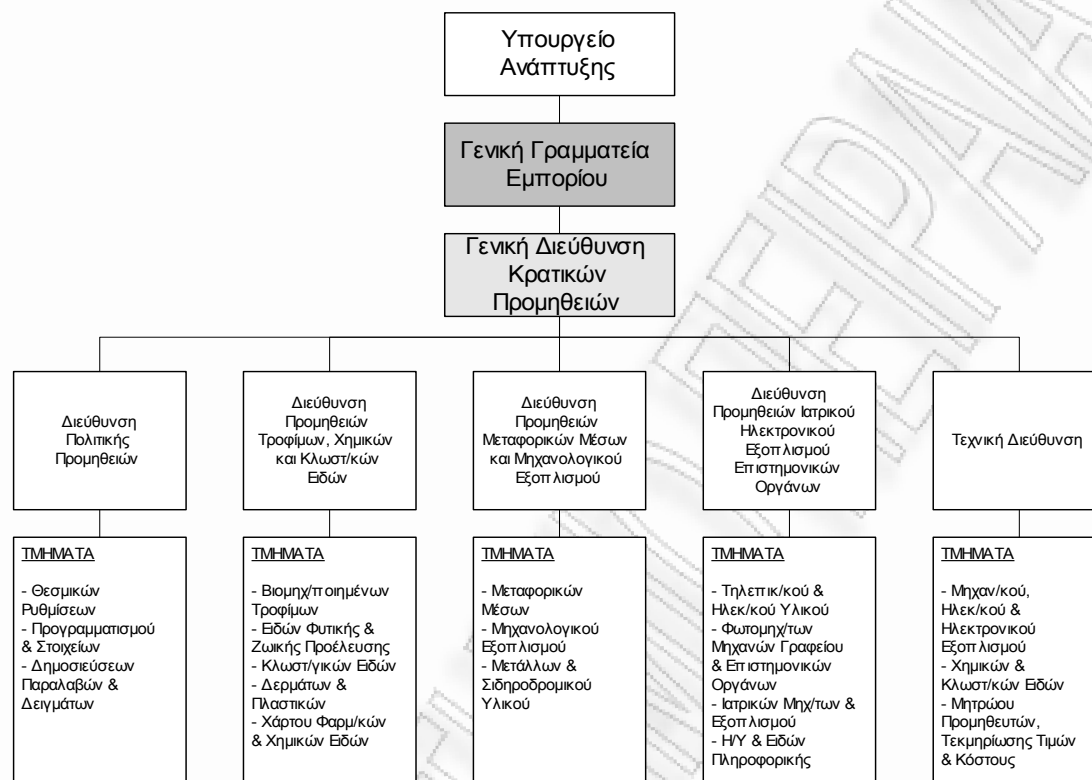 Υπουργείο
Ανάπτυξης
Γενική Γραμματεία
Εμπορίου
Γενική Διεύθυνση
Κρατικών
Προμηθειών
Διεύθυνση
Πολιτικής
Προμηθειών
Διεύθυνση
Προμηθειών
Τροφίμων, Χημικών
και Κλωστ/κών
Ειδών
Διεύθυνση
Προμηθειών
Μεταφορικών Μέσων
και Μηχανολογικού
Εξοπλισμού
Διεύθυνση
Προμηθειών Ιατρικού
Ηλεκτρονικού
Εξοπλισμού
Επιστημονικών
Οργάνων
Τεχνική Διεύθυνση
ΤΜΗΜΑΤΑ
- Θεσμικών
Ρυθμίσεων
- Προγραμματισμού
& Στοιχείων
- Δημοσιεύσεων
Παραλαβών &
Δειγμάτων
ΤΜΗΜΑΤΑ
- Βιομηχ/ποιημένων
Τροφίμων
- Ειδών Φυτικής &
Ζωικής Προέλευσης
- Κλωστ/γικών Ειδών
- Δερμάτων &
Πλαστικών
- Χάρτου Φαρμ/κών
& Χημικών Ειδών
ΤΜΗΜΑΤΑ
- Μεταφορικών
Μέσων
- Μηχανολογικού
Εξοπλισμού
- Μετάλλων &
Σιδηροδρομικού
Υλικού
ΤΜΗΜΑΤΑ
- Τηλεπικ/κού &
Ηλεκ/κού Υλικού
- Φωτομηχ/των
Μηχανών Γραφείου
& Επιστημονικών
Οργάνων
- Ιατρικών Μηχ/των &
Εξοπλισμού
- Η/Υ & Ειδών
Πληροφορικής
ΤΜΗΜΑΤΑ
- Μηχαν/κού,
Ηλεκ/κού &
Ηλεκτρονικού
Εξοπλισμού
- Χημικών &
Κλωστ/κών Ειδών
- Μητρώου
Προμηθευτών,
Τεκμηρίωσης Τιμών
& Κόστους